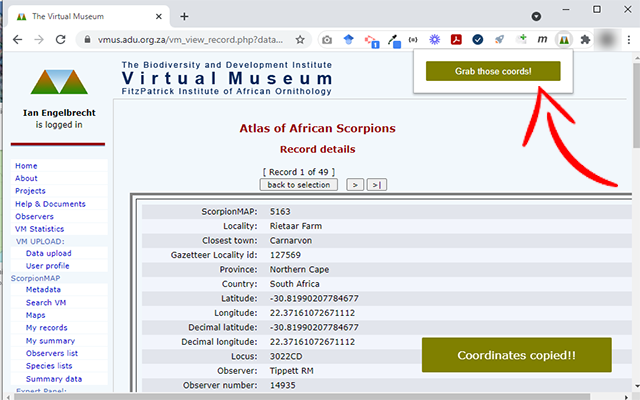 The Virtual Museum
vmus.adu.org.za/vm_view_record.php?data...
Grab those coords!
The Biodiversity and Development Institute
Virtual Museum
FitzPatrick Institute of African Ornithology
Ian Engelbrecht
is logged in
Home
About
Projects
Help & Documents
Observers
VM Statistics
VM UPLOAD:
Data upload
User profile
ScorpionMAP
Metadata
Search VM
Maps
My records
My summary
Observers list
Species lists
Summary data
Expert Panel:
Atlas of African Scorpions
Record details
[ Record 1 of 49 ]
back to selection > >|
ScorpionMAP: 5163
Locality: Rietaar Farm
Closest town: Carnarvon
Gazetteer Locality id: 127569
Province: Northern Cape
Country: South Africa
Latitude: -30.81990207784677
Longitude: 22.37161072671112
Decimal latitude: -30.81990207784677
Decimal longitude: 22.37161072671112
Locus: 3022CD
Observer: Tippett RM
Observer number: 14935
Coordinates copied!!